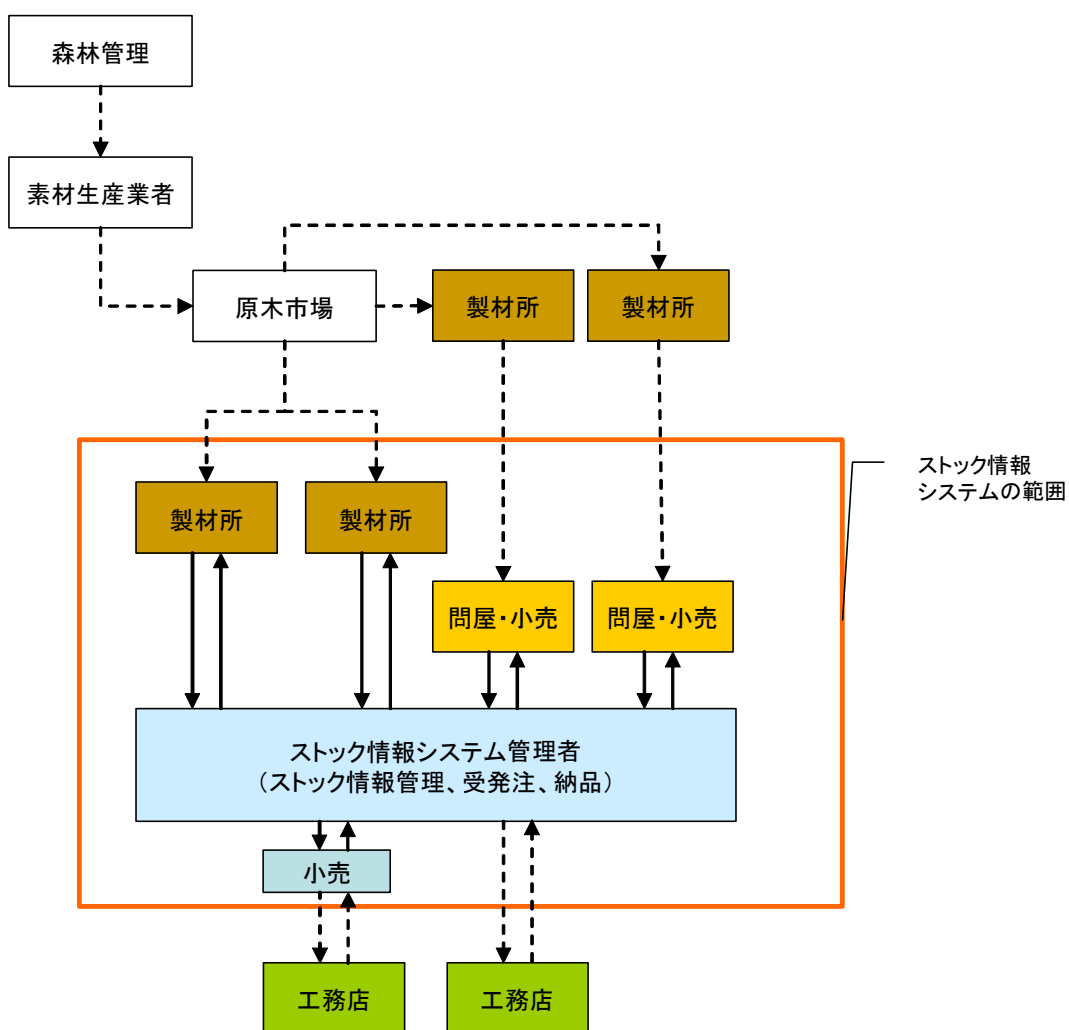 森林管理
素材生産業者
原木市場
製材所
製材所
ストック情報
システムの範囲
製材所
製材所
問屋・小売
問屋・小売
ストック情報システム管理者
(ストック情報管理、受発注、納品)
小売
工務店
工務店